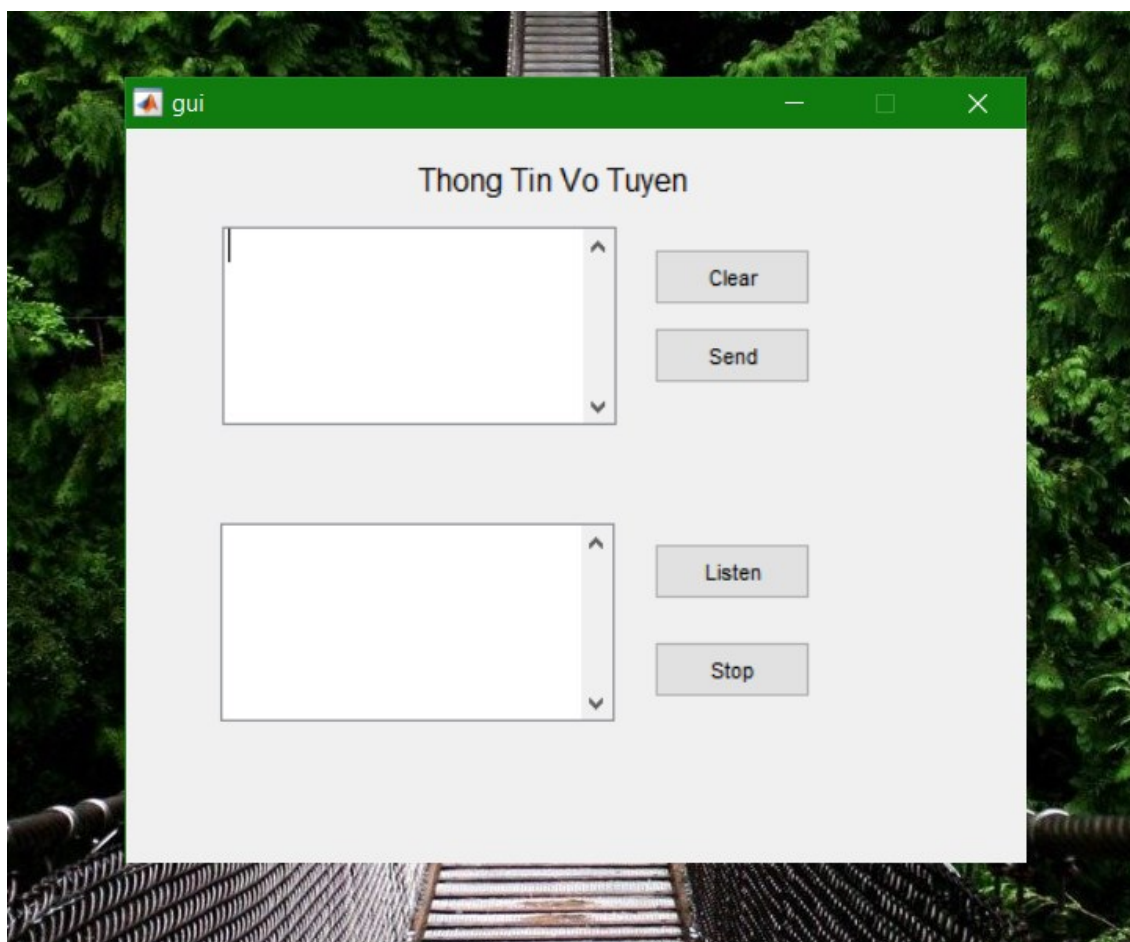 gui
Thong Tin Vo Tuyen
Clear
Send
Listen
Stop